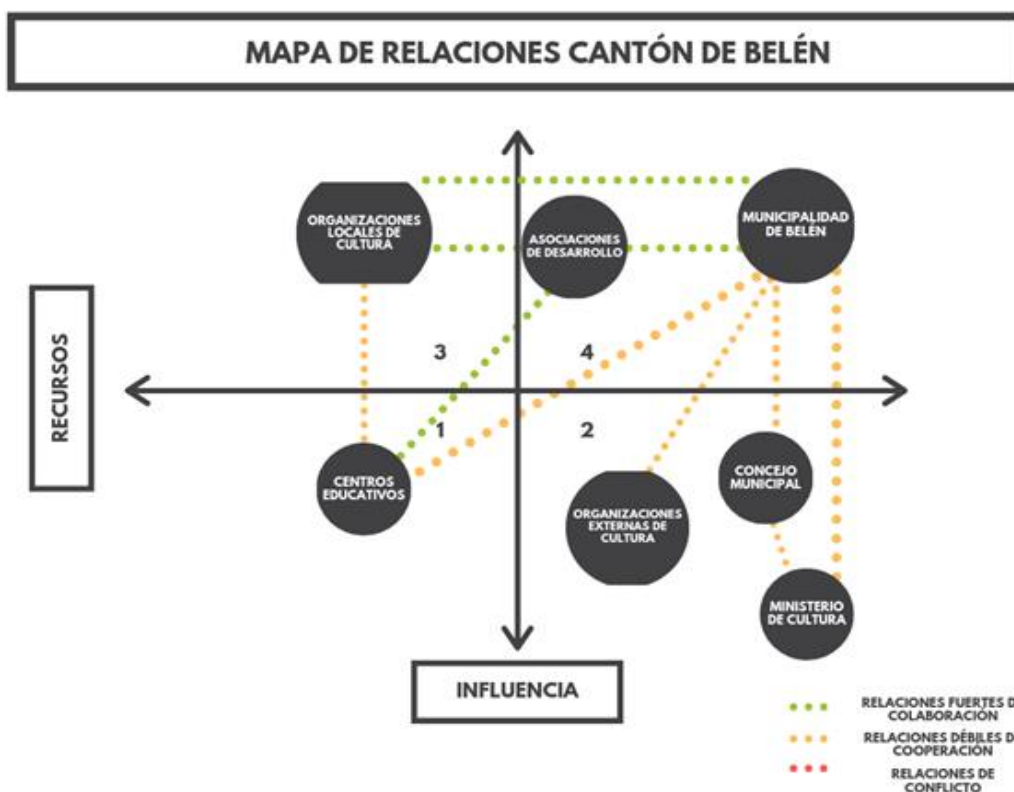 MAPA DE RELACIONES CANTÓN DE BELÉN
ORGANIZACIONES
LOCALES DE
CULTURA
ASOCIACIONES
DE DESARROLLO
MUNICIPALIDAD
DE BELÉN
RECURSOS
3
4
1
2
CENTROS
EDUCATIVOS
ORGANIZACIONES
EXTERNAS DE
CULTURA
CONCEJO
MUNICIPAL
MINISTERIO
DE CULTURA
INFLUENCIA
RELACIONES FUERTES D
COLABORACIÓN
RELACIONES DÉBILES D
COOPERACIÓN
RELACIONES DE
CONFLICTO